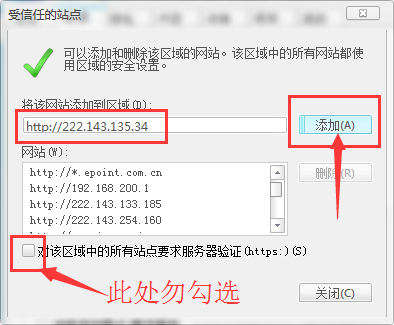 受信任的站点
可以添加和删除该区域的网站。该区域中的所有网站都使
用区域的安全设置。
将该网站添加到区域(D):
http://222.143.135.34
添加(A)
网站(W):
http://*.epoint.com.cn
http://192.168.200.1
http://222.143.133.185
http://222.143.254.160
删除(R)
对该区域中的所有站点要求服务器验证(https:)(S)
此处勿勾选
关闭(C)